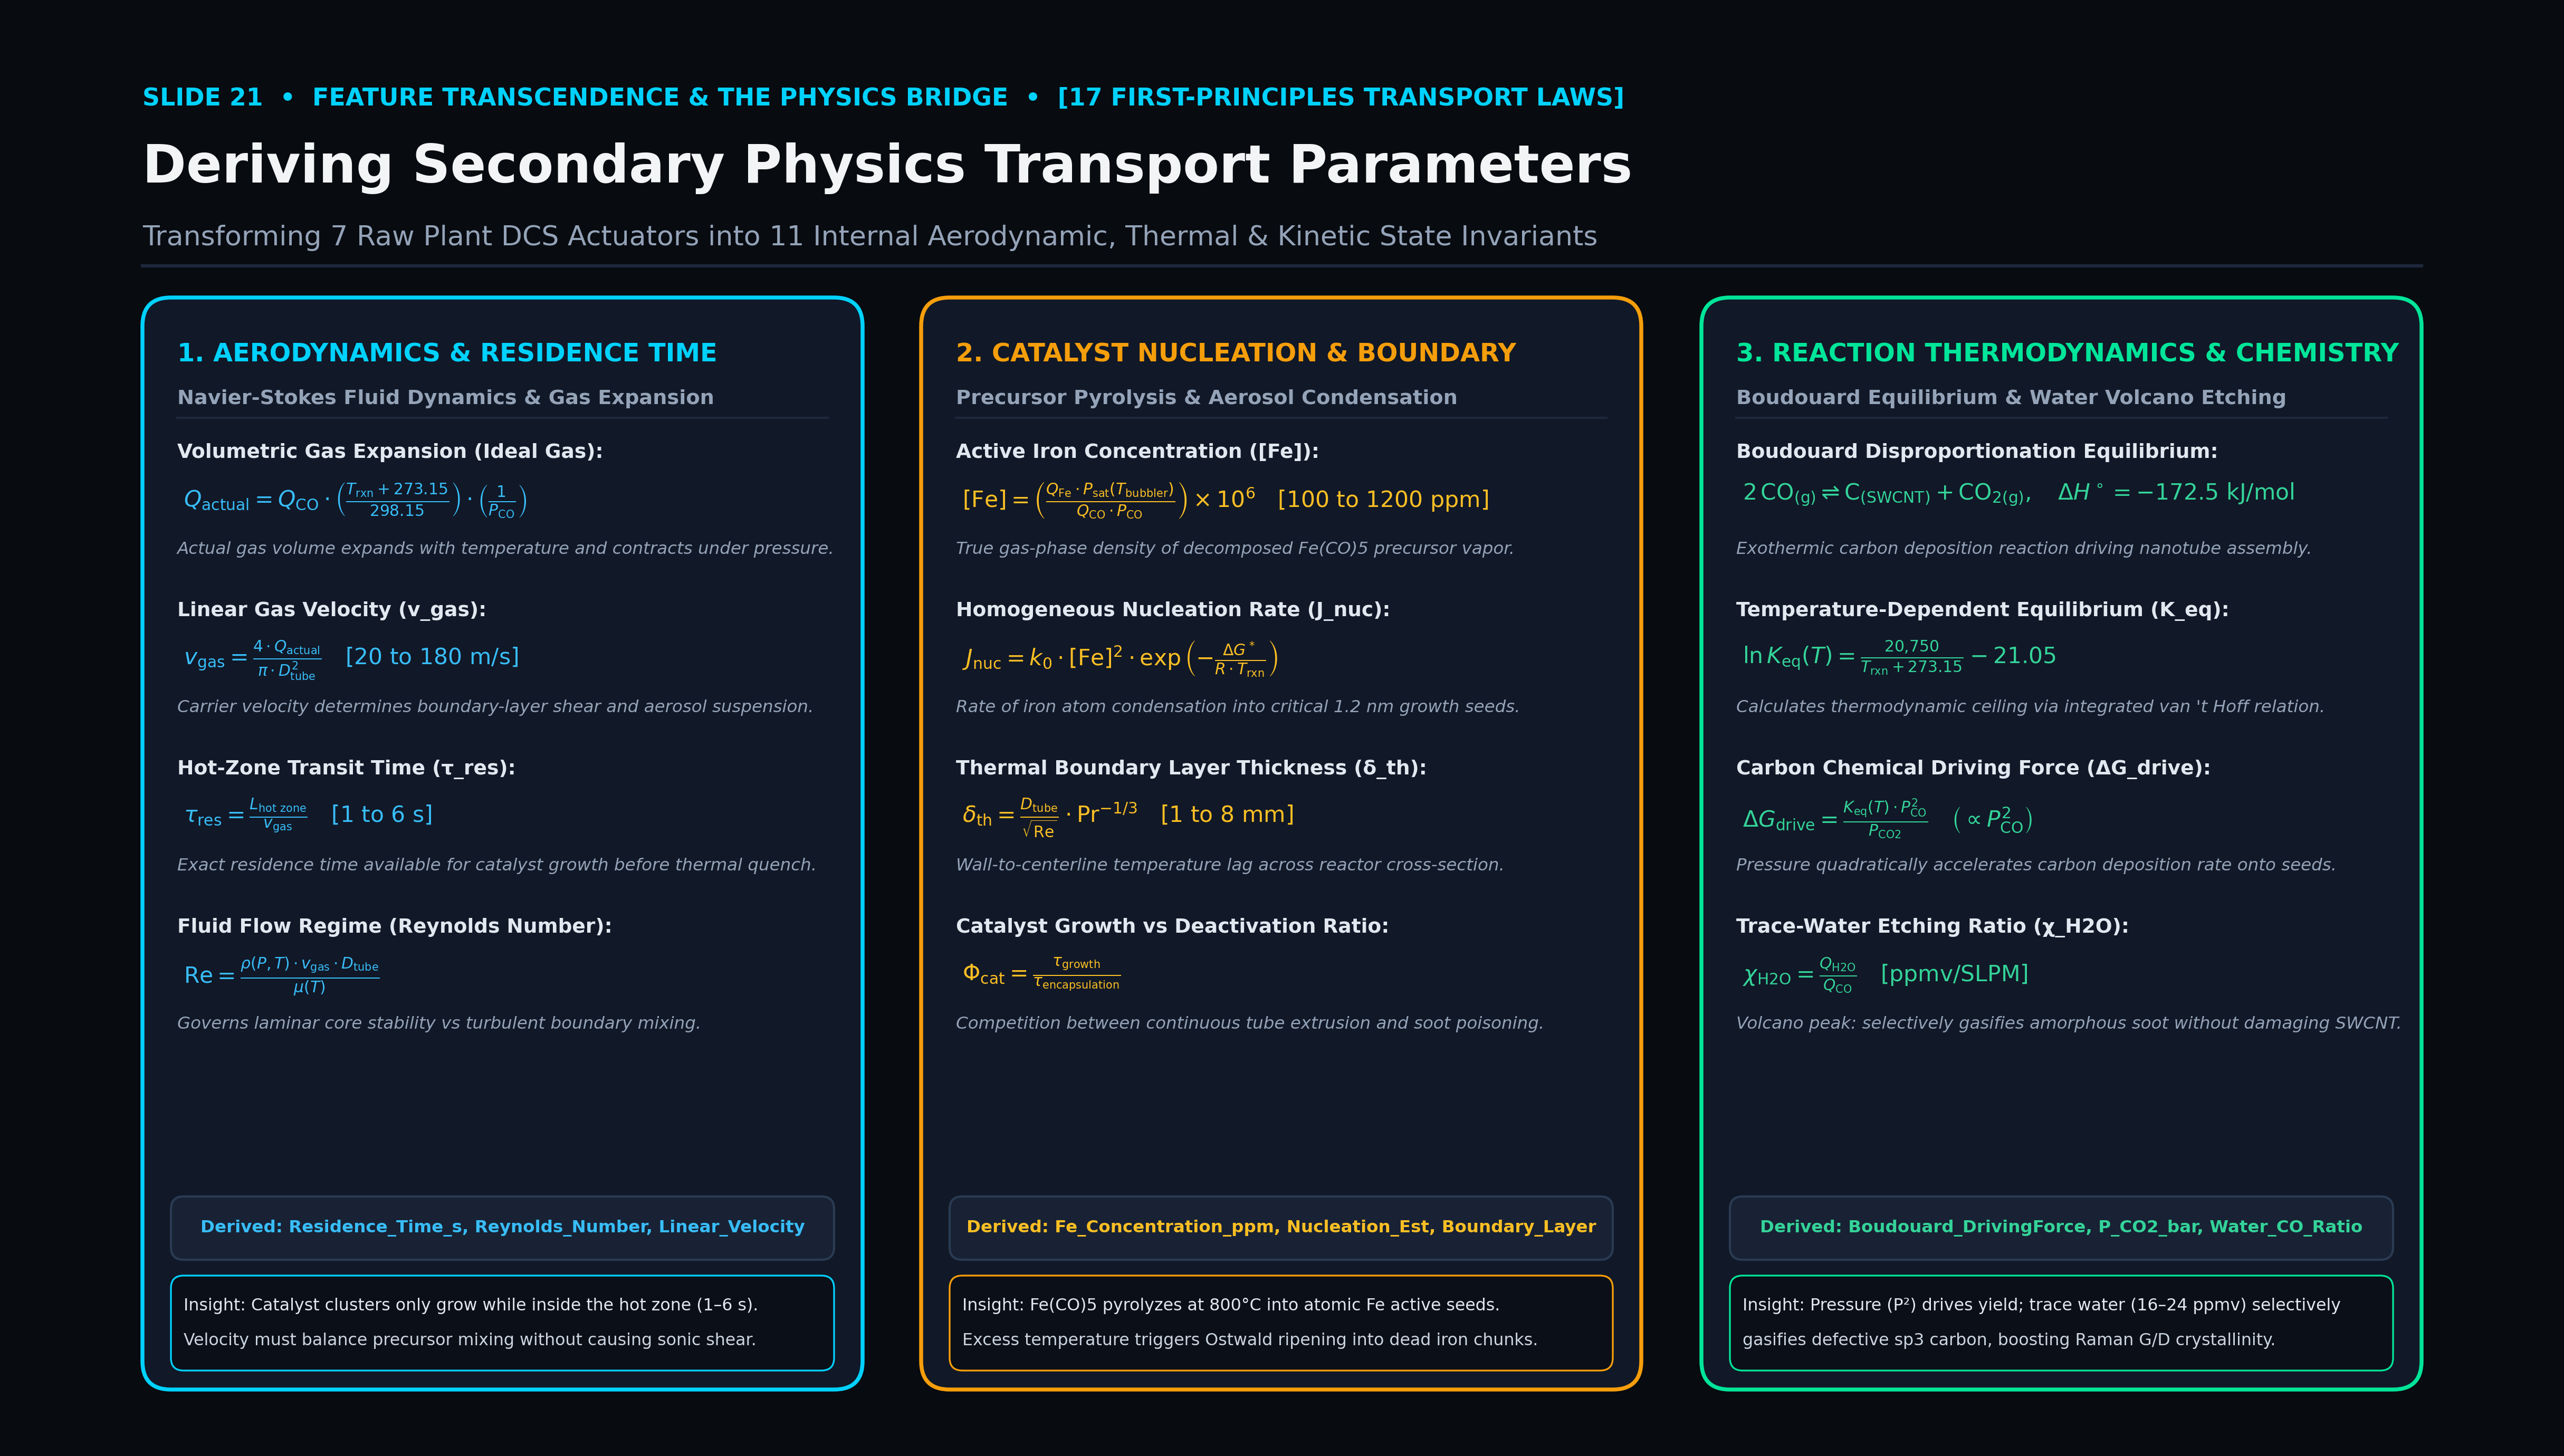 SLIDE 21 • FEATURE TRANSCENDENCE & THE PHYSICS BRIDGE • [17 FIRST-PRINCIPLES TRANSPORT LAWS]
Deriving Secondary Physics Transport Parameters
Transforming 7 Raw Plant DCS Actuators into 11 Internal Aerodynamic, Thermal & Kinetic State Invariants
1. AERODYNAMICS & RESIDENCE TIME
Navier-Stokes Fluid Dynamics & Gas Expansion
Volumetric Gas Expansion (Ideal Gas):
Q_actual = Q_CO · ((T_rxn + 273.15)/298.15) · (1/P_CO)
Actual gas volume expands with temperature and contracts under pressure.
Linear Gas Velocity (v_gas):
v_gas = (4 · Q_actual)/(π · D²_tube) [20 to 180 m/s]
Carrier velocity determines boundary-layer shear and aerosol suspension.
Hot-Zone Transit Time (τ_res):
τ_res = L_hot zone/v_gas [1 to 6 s]
Exact residence time available for catalyst growth before thermal quench.
Fluid Flow Regime (Reynolds Number):
Re = (ρ(P, T) · v_gas · D_tube)/μ(T)
Governs laminar core stability vs turbulent boundary mixing.
Derived: Residence_Time_s, Reynolds_Number, Linear_Velocity
Insight: Catalyst clusters only grow while inside the hot zone (1–6 s).
Velocity must balance precursor mixing without causing sonic shear.
2. CATALYST NUCLEATION & BOUNDARY
Precursor Pyrolysis & Aerosol Condensation
Active Iron Concentration ([Fe]):
[Fe] = ((Q_Fe · P_sat(T_bubbler))/(Q_CO · P_CO)) × 10⁶ [100 to 1200 ppm]
True gas-phase density of decomposed Fe(CO)5 precursor vapor.
Homogeneous Nucleation Rate (J_nuc):
J_nuc = k₀ · [Fe]² · exp(−ΔG*/(R · T_rxn))
Rate of iron atom condensation into critical 1.2 nm growth seeds.
Thermal Boundary Layer Thickness (δ_th):
δ_th = D_tube/√Re · Pr^−1/3 [1 to 8 mm]
Wall-to-centerline temperature lag across reactor cross-section.
Catalyst Growth vs Deactivation Ratio:
Φ_cat = τ_growth/τ_encapsulation
Competition between continuous tube extrusion and soot poisoning.
Derived: Fe_Concentration_ppm, Nucleation_Est, Boundary_Layer
Insight: Fe(CO)5 pyrolyzes at 800°C into atomic Fe active seeds.
Excess temperature triggers Ostwald ripening into dead iron chunks.
3. REACTION THERMODYNAMICS & CHEMISTRY
Boudouard Equilibrium & Water Volcano Etching
Boudouard Disproportionation Equilibrium:
2 CO(g) ⇌ C(SWCNT) + CO₂(g), ΔH° = −172.5 kJ/mol
Exothermic carbon deposition reaction driving nanotube assembly.
Temperature-Dependent Equilibrium (K_eq):
ln K_eq(T) = 20,750/(T_rxn + 273.15) − 21.05
Calculates thermodynamic ceiling via integrated van 't Hoff relation.
Carbon Chemical Driving Force (ΔG_drive):
ΔG_drive = (K_eq(T) · P²_CO)/P_CO2 (∝ P²_CO)
Pressure quadratically accelerates carbon deposition rate onto seeds.
Trace-Water Etching Ratio (χ_H2O):
χ_H2O = Q_H2O/Q_CO [ppmv/SLPM]
Volcano peak: selectively gasifies amorphous soot without damaging SWCNT.
Derived: Boudouard_DrivingForce, P_CO2_bar, Water_CO_Ratio
Insight: Pressure (P²) drives yield; trace water (16–24 ppmv) selectively
gasifies defective sp3 carbon, boosting Raman G/D crystallinity.